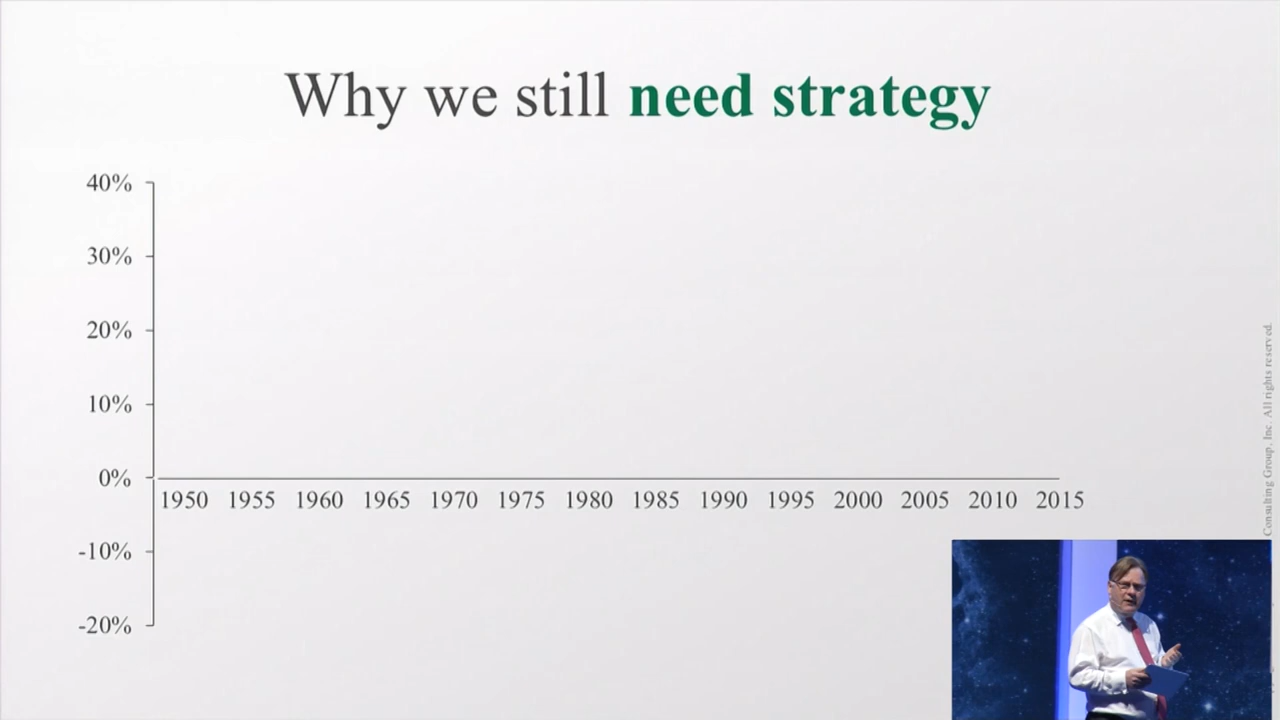 Why we still need strategy
40%
30%
20%
10%
0%
1950 1955 1960 1965 1970 1975 1980 1985 1990 1995 2000 2005 2010 2015
-10%
-20%
Consulting Group, Inc. All rights reserved.